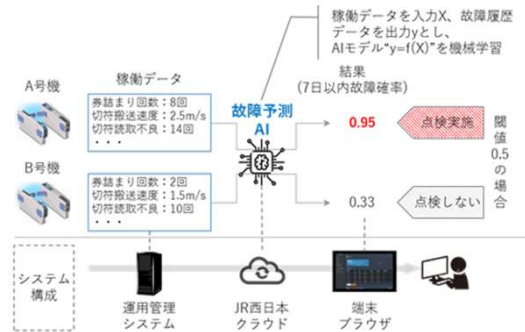 稼働データを入力X、故障履歴
データを出力yとし、
AIモデル“y=f(X)”を機械学習
A号機
稼働データ
券詰まり回数：8回
切符搬送速度：2.5m/s
切符読取不良：14回
・・・
故障予測
AI
結果
(7日以内故障確率)
0.95
点検実施
閾値0.5の場合
B号機
券詰まり回数：2回
切符搬送速度：1.5m/s
切符読取不良：10回
・・・
0.33
点検しない
システム
構成
運用管理
システム
JR西日本
クラウド
端末
ブラウザ